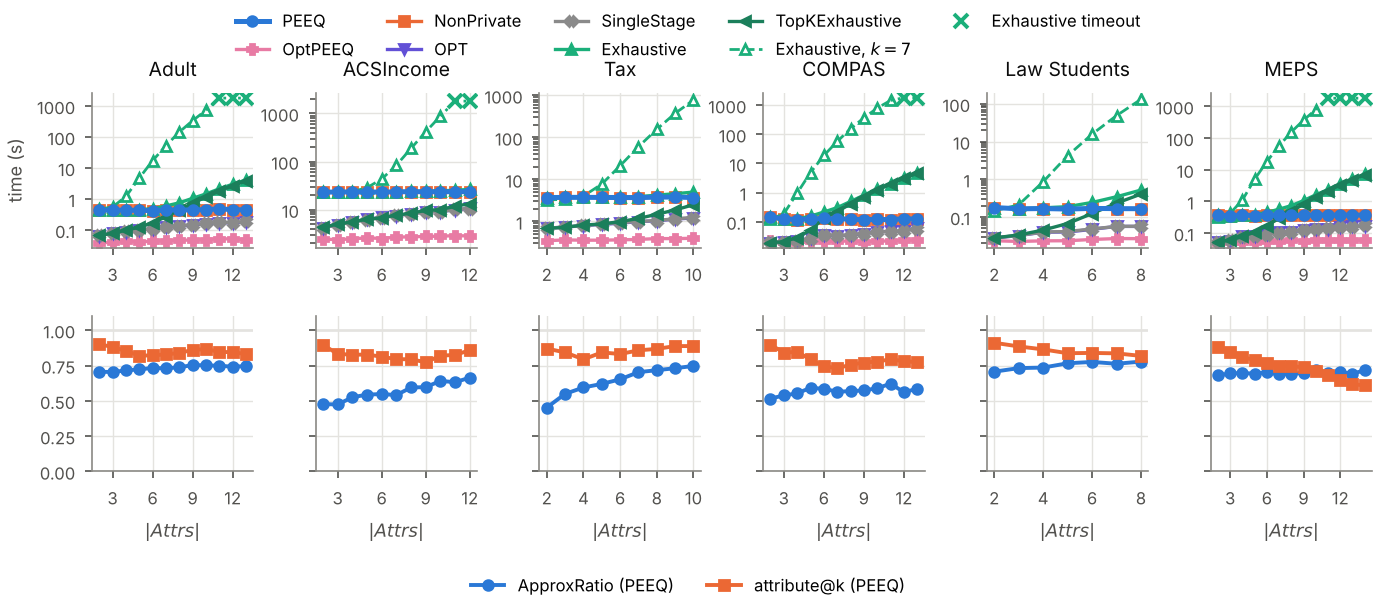 PEEQ NonPrivate SingleStage TopKExhaustive Exhaustive timeout
OptPEEQ OPT Exhaustive Exhaustive, k = 7
Adult ACSIncome Tax COMPAS Law Students MEPS
time (s)
1000 100 10 1 0.1
1000 100 10
1000 100 10 1
1000 100 10 1 0.1
100 10 1 0.1
1000 100 10 1 0.1
3 6 9 12 3 6 9 12 2 4 6 8 10 3 6 9 12 2 4 6 8 3 6 9 12
1.00
0.75
0.50
0.25
0.00
3 6 9 12 3 6 9 12 2 4 6 8 10 3 6 9 12 2 4 6 8 3 6 9 12
|Attrs| |Attrs| |Attrs| |Attrs| |Attrs| |Attrs|
ApproxRatio (PEEQ) attribute@k (PEEQ)